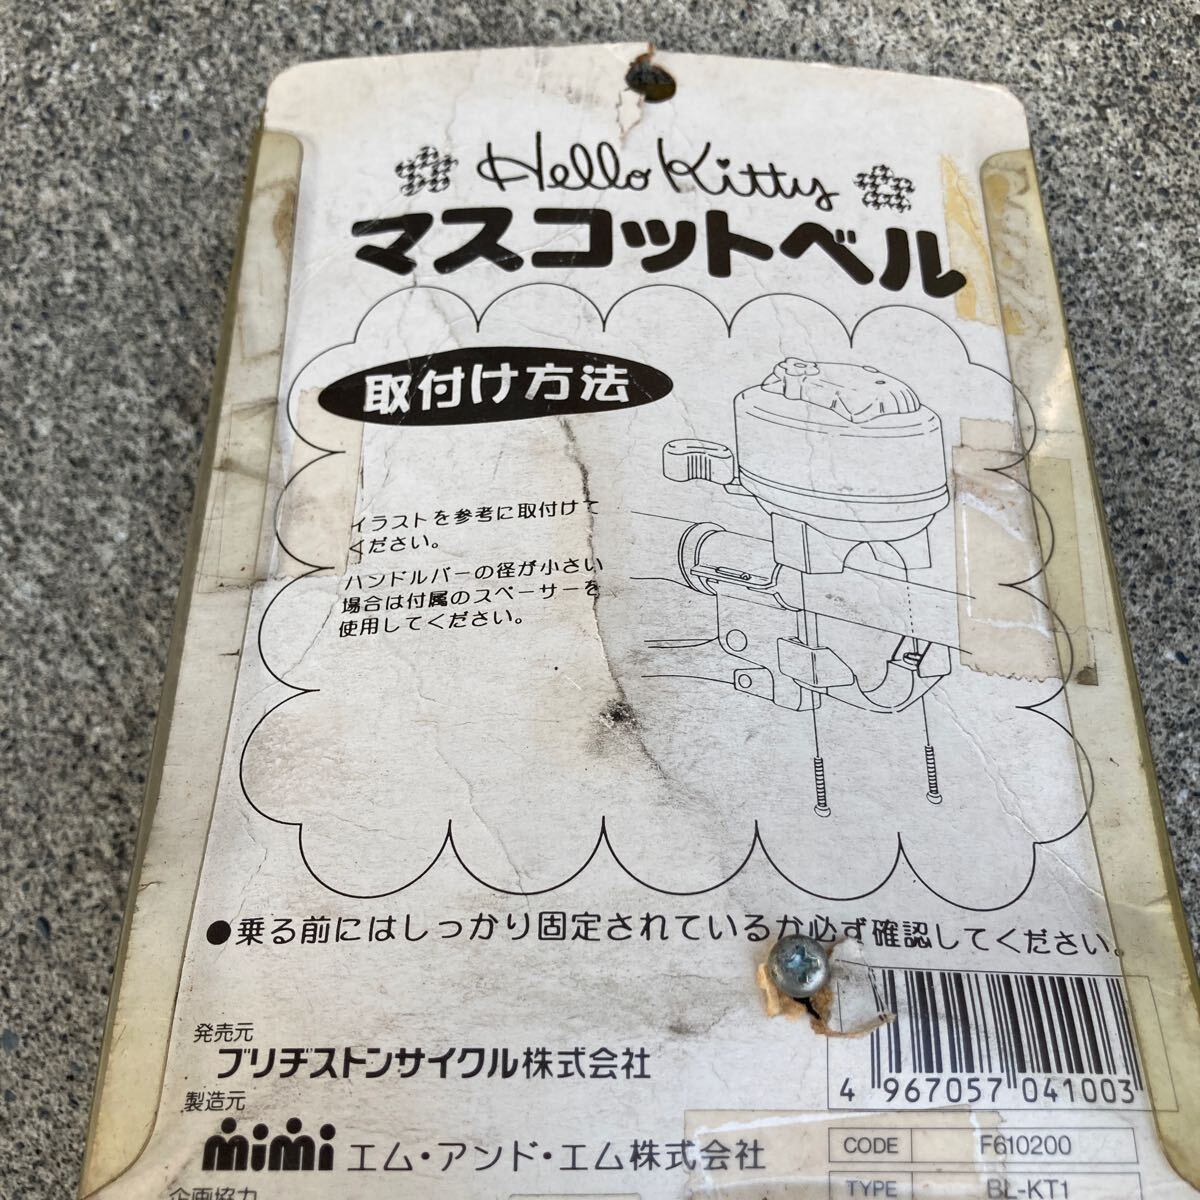 Hello Kitty
マスコットベル
取付け方法
イラストを参考に取付けて
ください。
ハンドルバーの径が小さい
場合は付属のスペーサーを
使用してください。
●乗る前にはしっかり固定されているか必ず確認してください。
発売元
ブリヂストンサイクル株式会社
製造元
mimi エム・アンド・エム株式会社
企画協力
4 967057 041003
CODE F610200
TYPE BL-KT1